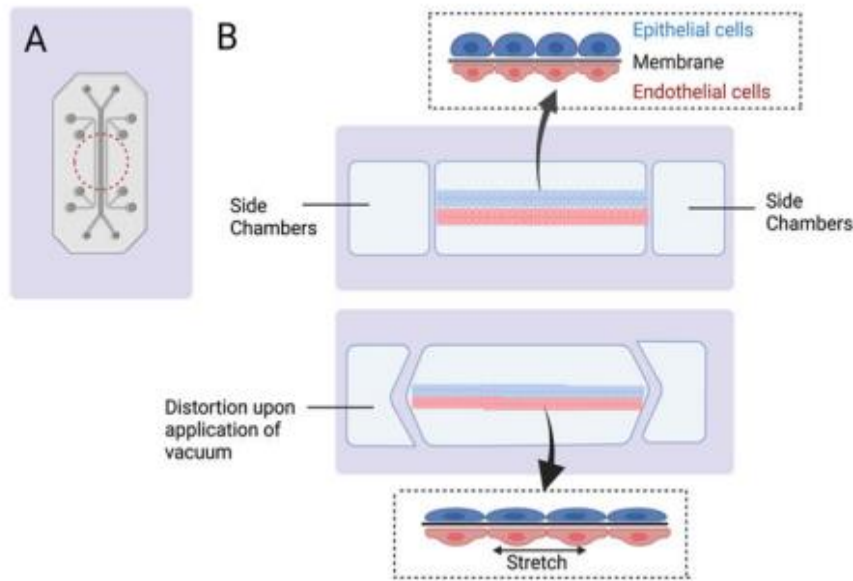 A
B
Epithelial cells
Membrane
Endothelial cells
Side
Chambers
Side
Chambers
Distortion upon
application of
vacuum
Stretch